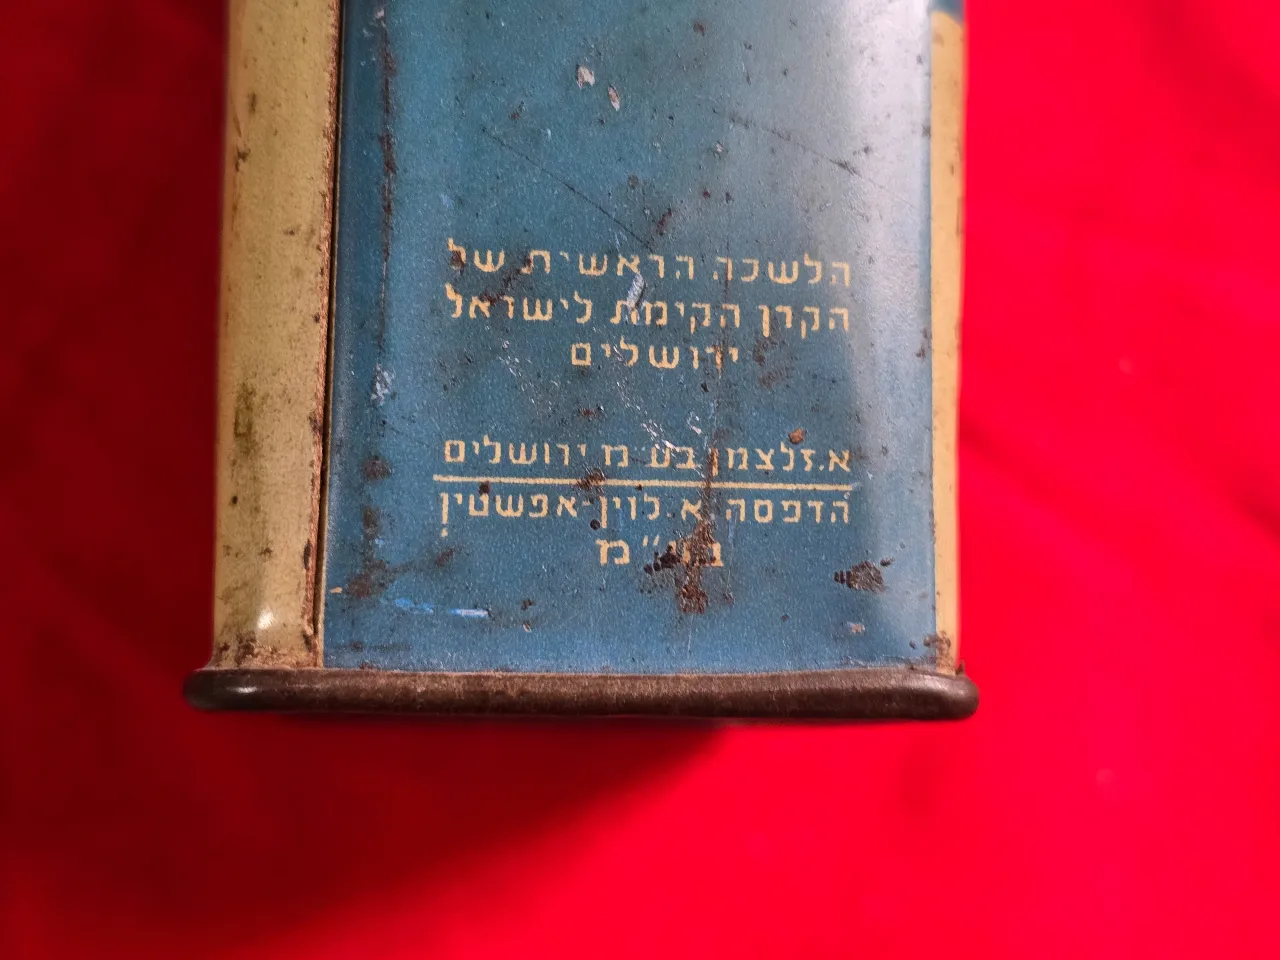 הלשכה הראשית של
הקרן הקימת לישראל
ירושלים
א.זלצמן בע מ ירושלים
הדפסה א.לוין-אפשטין
בע"מ